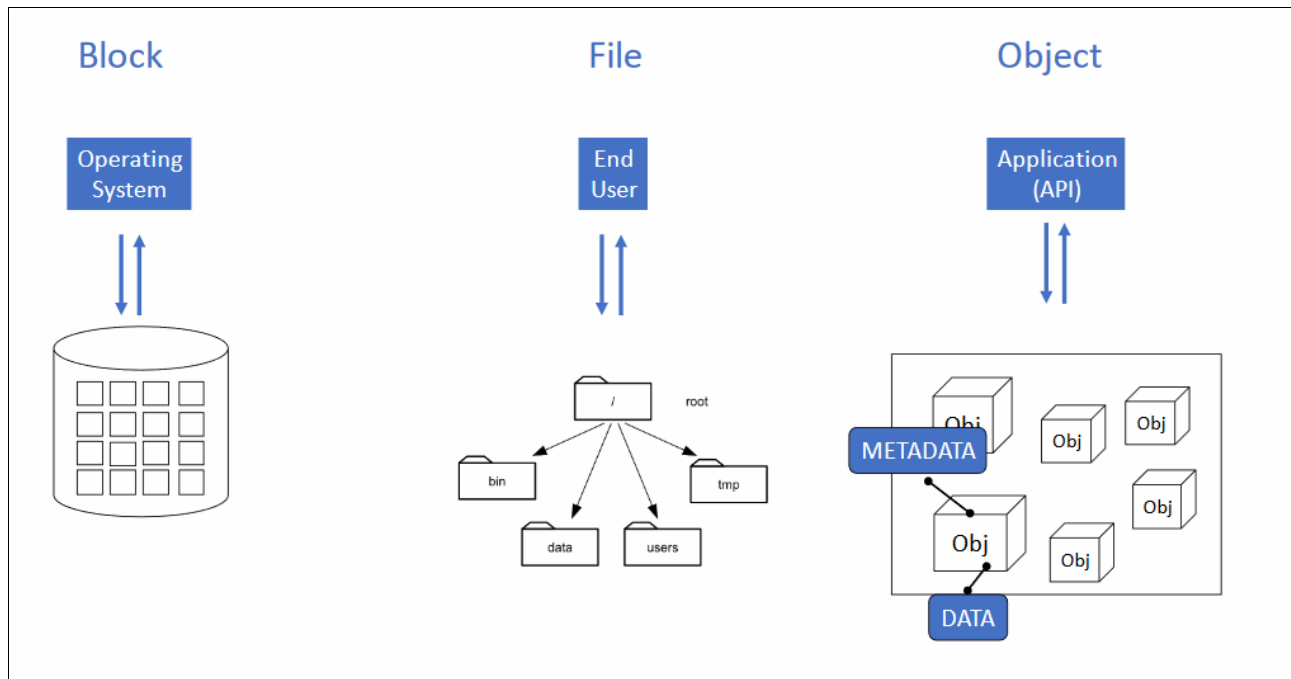 Block
File
Object
Operating
System
End
User
Application
(API)
/
root
bin
data
users
tmp
Obj
Obj
Obj
METADATA
Obj
Obj
Obj
DATA